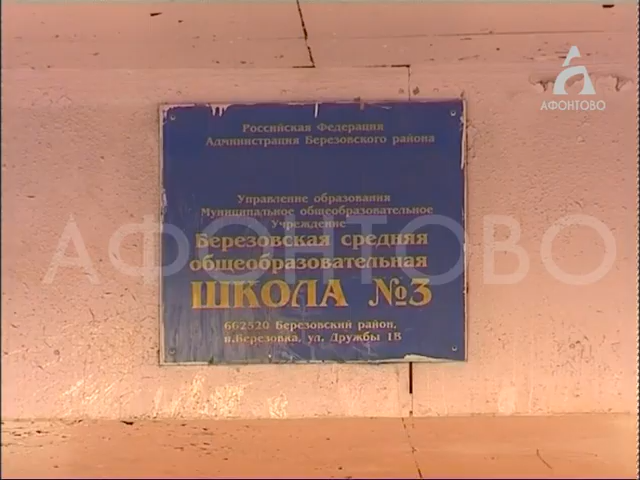 АФОНТОВО
Российская Федерация
Администрация Березовского района
Управление образования
Муниципальное общеобразовательное
Учреждение
Березовская средняя
общеобразовательная
ШКОЛА №3
662520 Березовский район,
п.Березовка, ул. Дружбы 1Б
АФОНТОВО